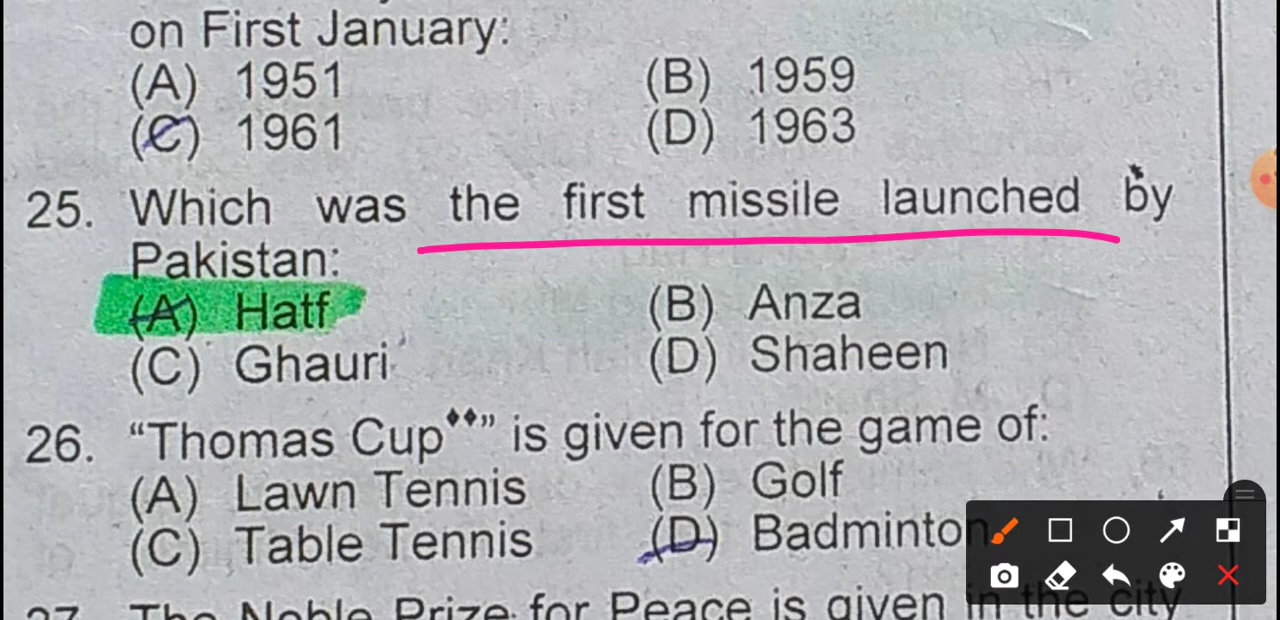 on First January:
(A) 1951 (B) 1959
(C) 1961 (D) 1963
25. Which was the first missile launched by
Pakistan:
(A) Hatf (B) Anza
(C) Ghauri (D) Shaheen
26. “Thomas Cup♦♦” is given for the game of:
(A) Lawn Tennis (B) Golf
(C) Table Tennis (D) Badminton
27. The Noble Prize for Peace is given in the city